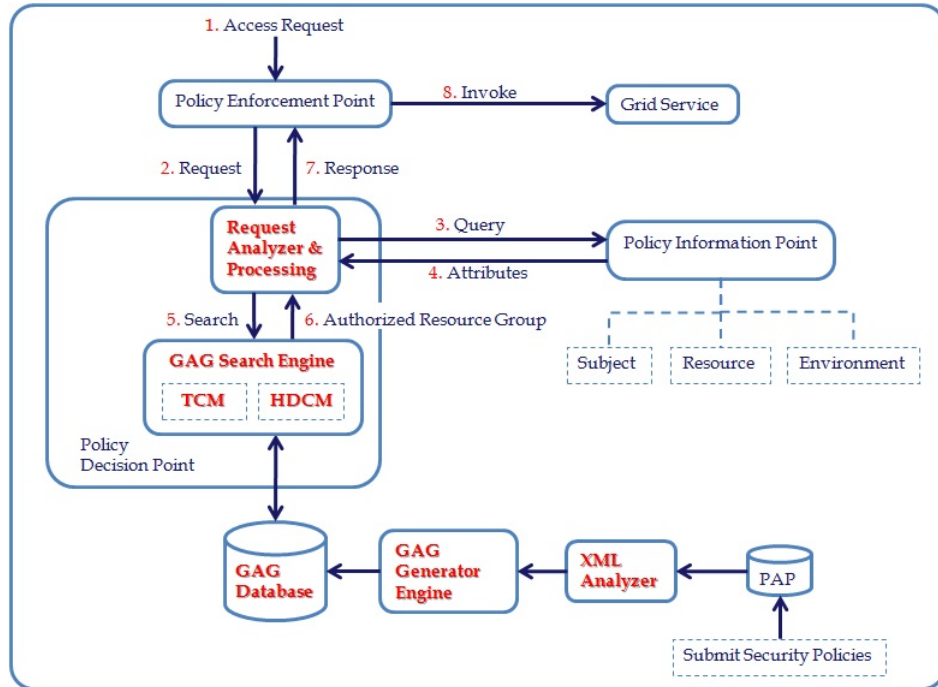 1. Access Request
Policy Enforcement Point
8. Invoke
Grid Service
2. Request
7. Response
Request
Analyzer &
Processing
3. Query
4. Attributes
Policy Information Point
5. Search
6. Authorized Resource Group
GAG Search Engine
TCM
HDCM
Subject
Resource
Environment
Policy
Decision Point
GAG
Database
GAG
Generator
Engine
XML
Analyzer
PAP
Submit Security Policies